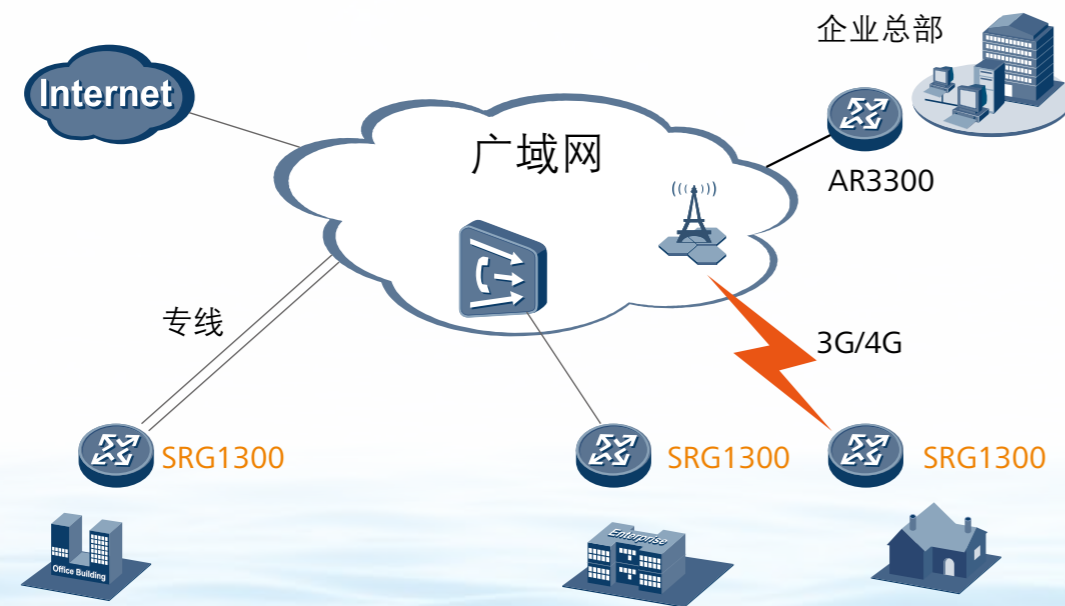 企业总部
Internet
广域网
AR3300
专线
3G/4G
SRG1300
SRG1300
SRG1300
Office Building
Enterprise